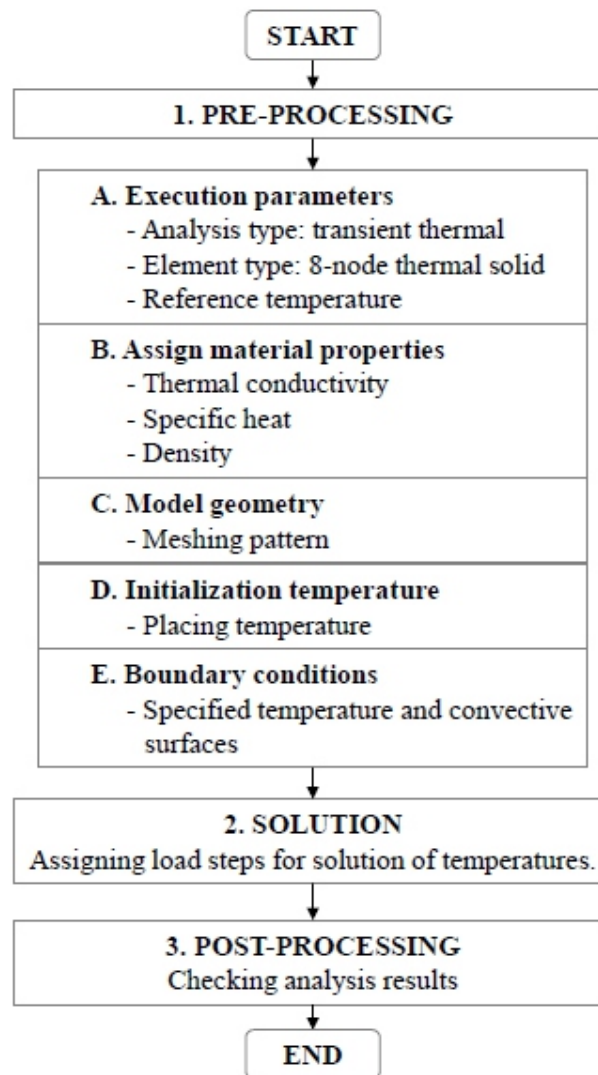 START
1. PRE-PROCESSING
A. Execution parameters
- Analysis type: transient thermal
- Element type: 8-node thermal solid
- Reference temperature
B. Assign material properties
- Thermal conductivity
- Specific heat
- Density
C. Model geometry
- Meshing pattern
D. Initialization temperature
- Placing temperature
E. Boundary conditions
- Specified temperature and convective
surfaces
2. SOLUTION
Assigning load steps for solution of temperatures.
3. POST-PROCESSING
Checking analysis results
END